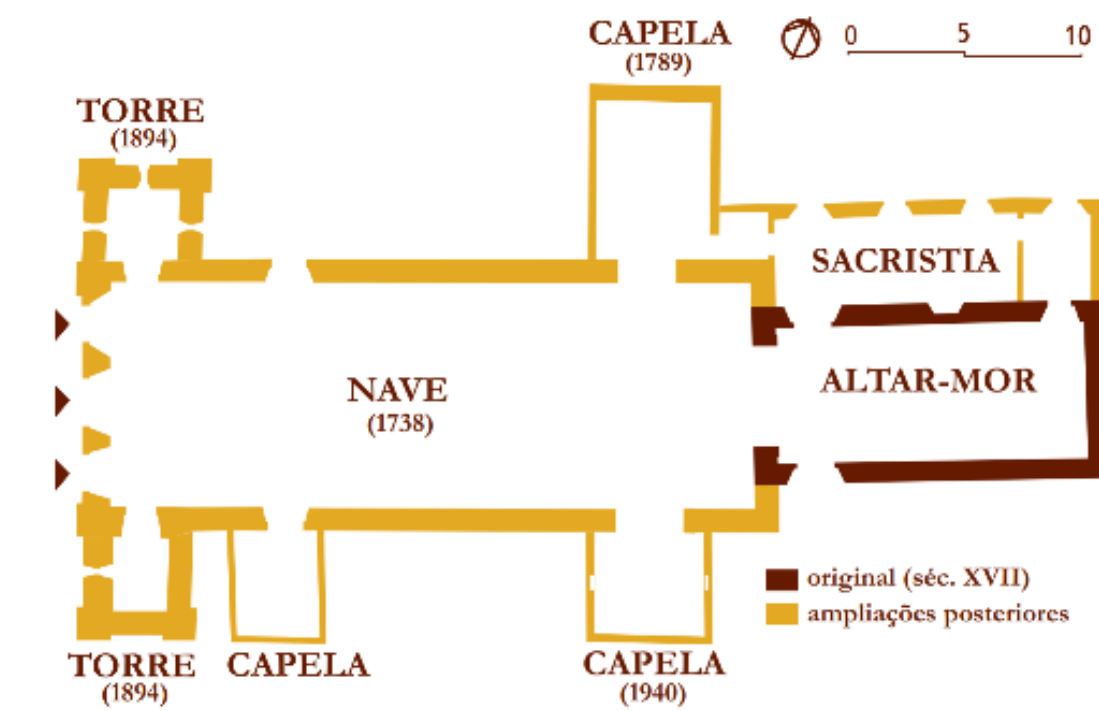 CAPELA
(1789)
0 5 10
TORRE
(1894)
SACRISTIA
ALTAR-MOR
NAVE
(1738)
original (séc. XVII)
ampliações posteriores
TORRE
(1894)
CAPELA
CAPELA
(1940)